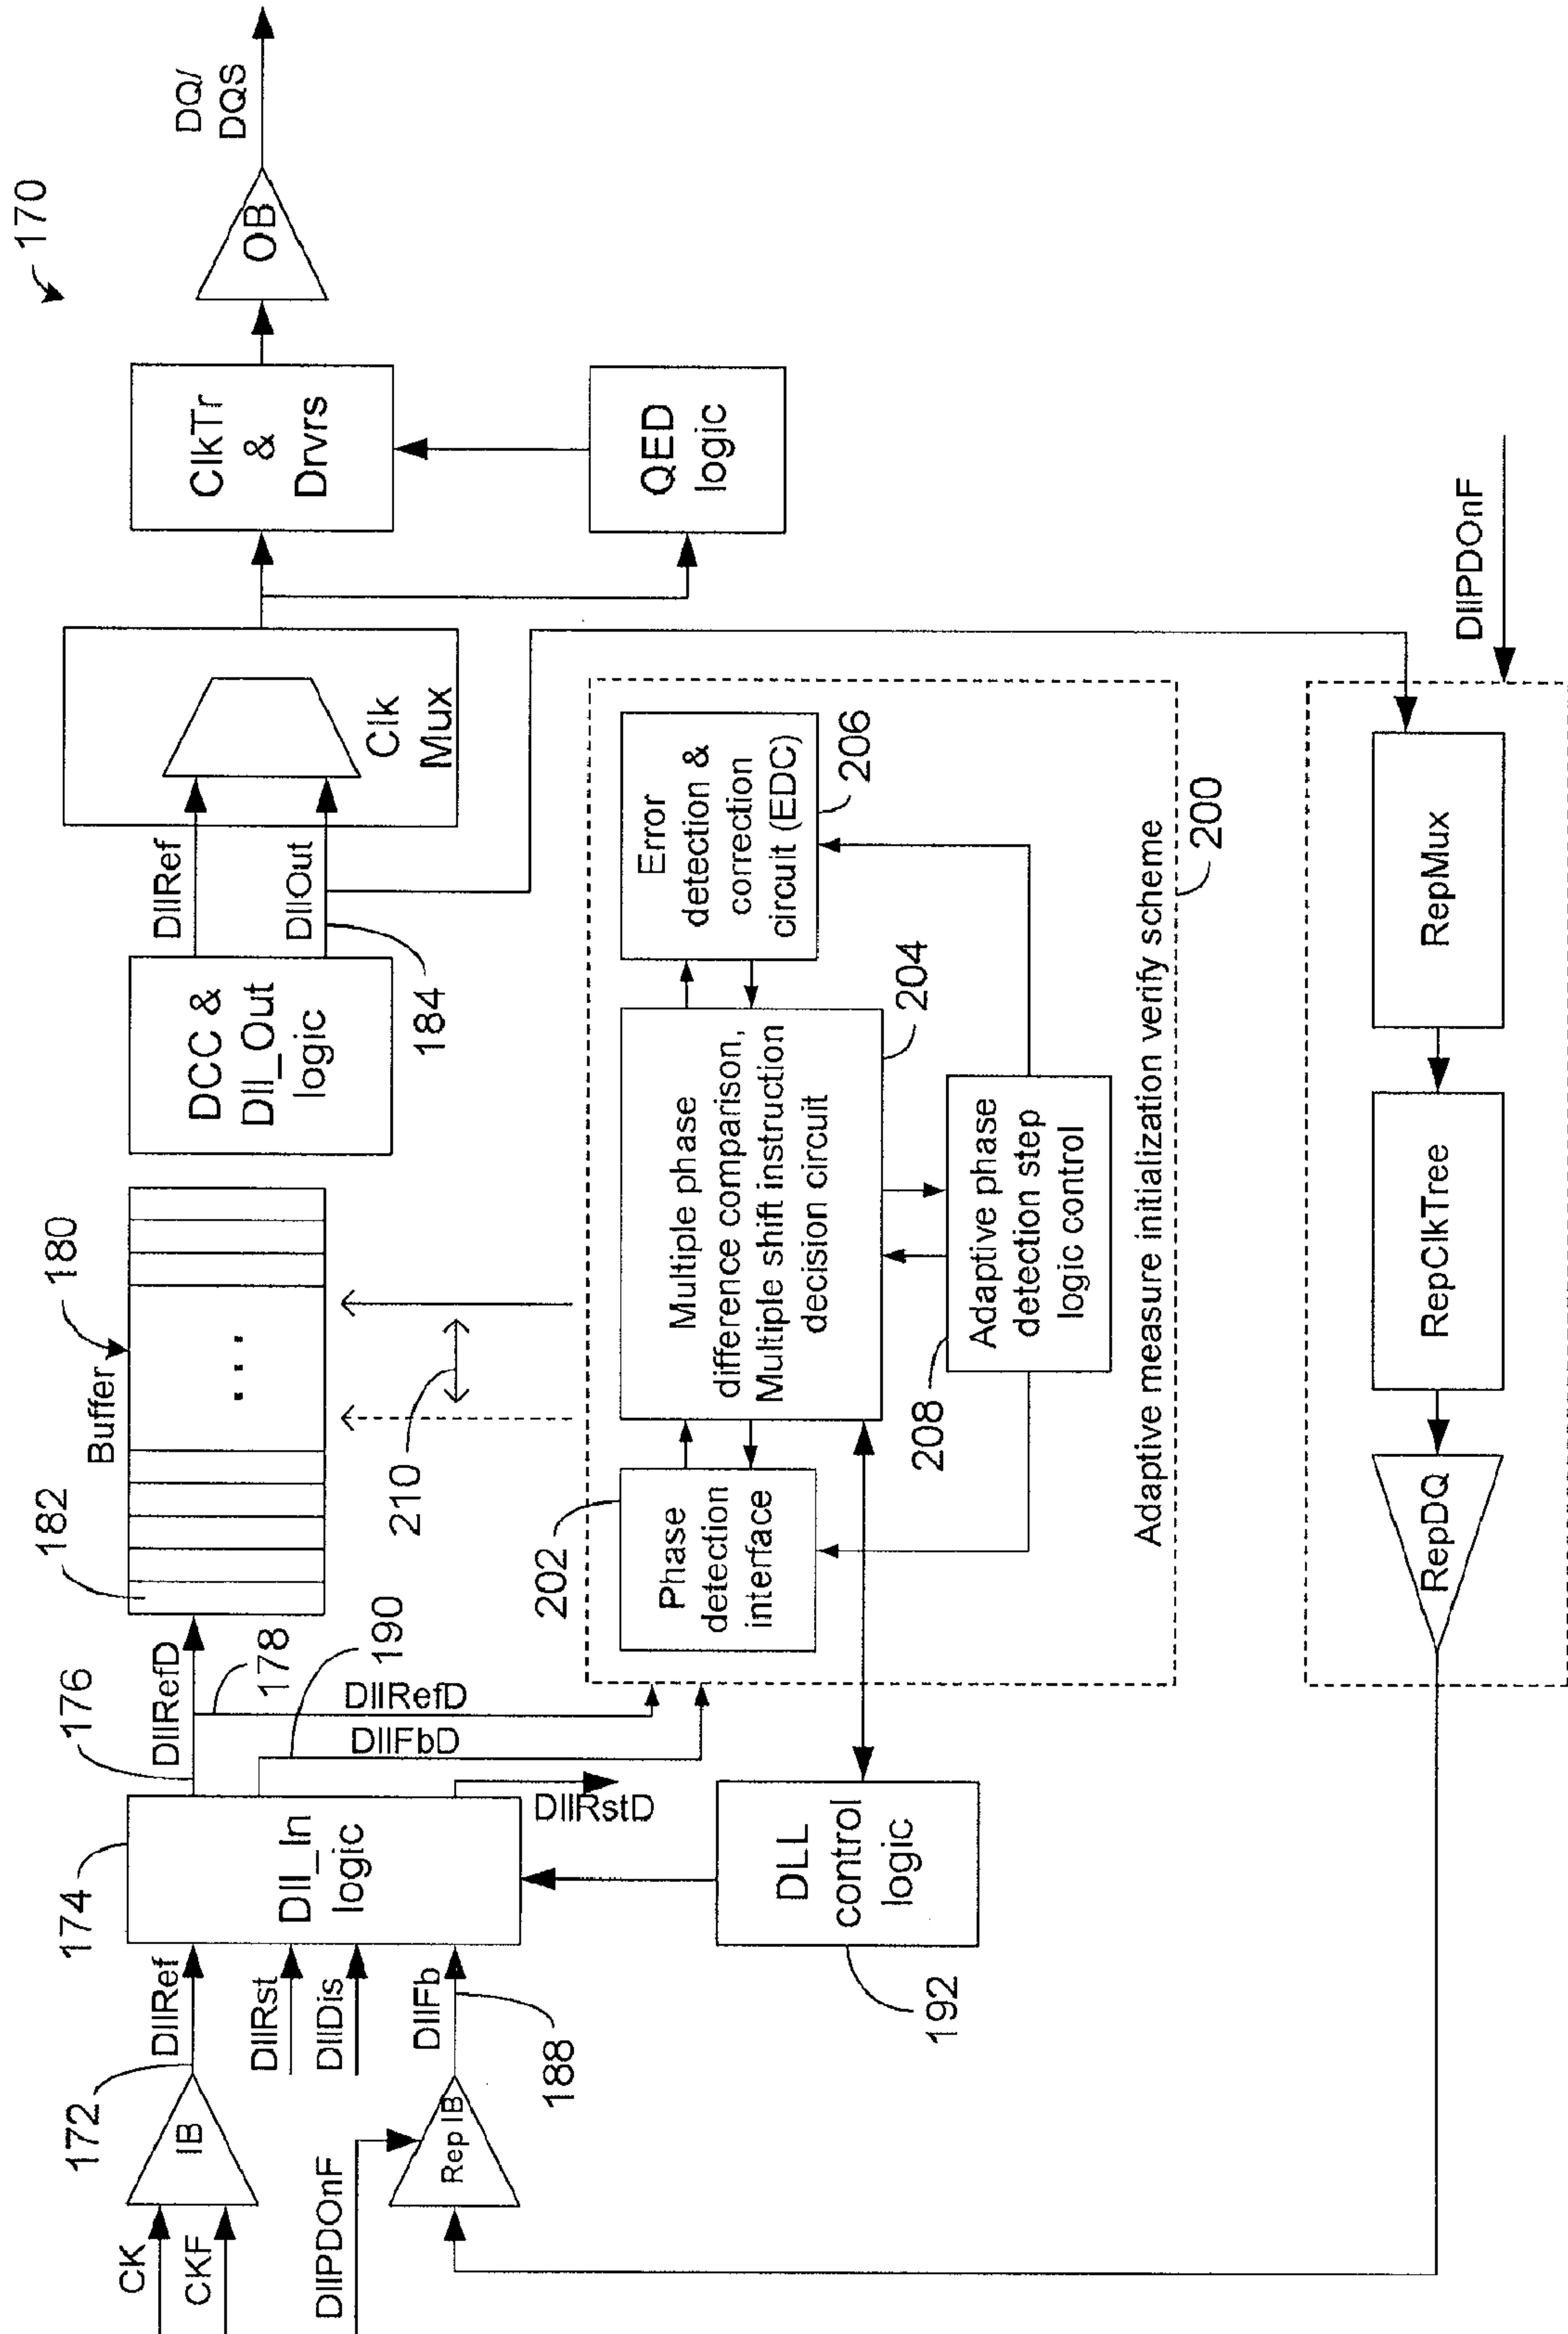 170
CK
CKF
IB
172
DllRef
DllRst
DllDis
DllFb
188
DllPDOnF
Rep IB
174
Dll_In
logic
176
DllRefD
178
190
DllRefD
DllFbD
DllRstD
DLL
control
logic
192
182
Buffer
180
...
210
DCC &
Dll_Out
logic
184
DllRef
DllOut
Clk
Mux
ClkTr
&
Drvrs
QED
logic
OB
DQ/
DQS
202
Phase
detection
interface
Multiple phase
difference comparison,
Multiple shift instruction
decision circuit
204
Error
detection &
correction
circuit (EDC)
206
208
Adaptive phase
detection step
logic control
Adaptive measure initialization verify scheme
200
RepDQ
RepClkTree
RepMux
DllPDOnF